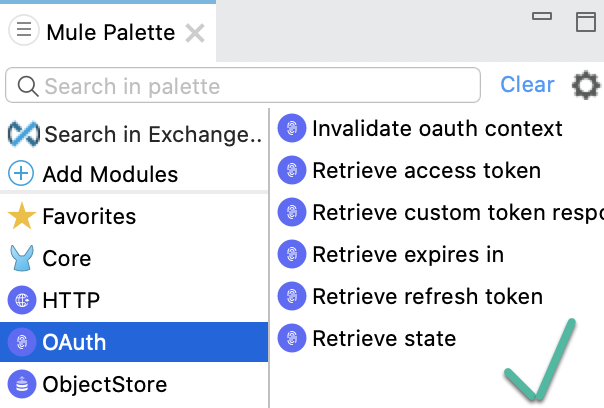 Mule Palette
Search in palette
Clear
Search in Exchange..
Add Modules
Favorites
Core
HTTP
OAuth
ObjectStore
Invalidate oauth context
Retrieve access token
Retrieve custom token respo
Retrieve expires in
Retrieve refresh token
Retrieve state